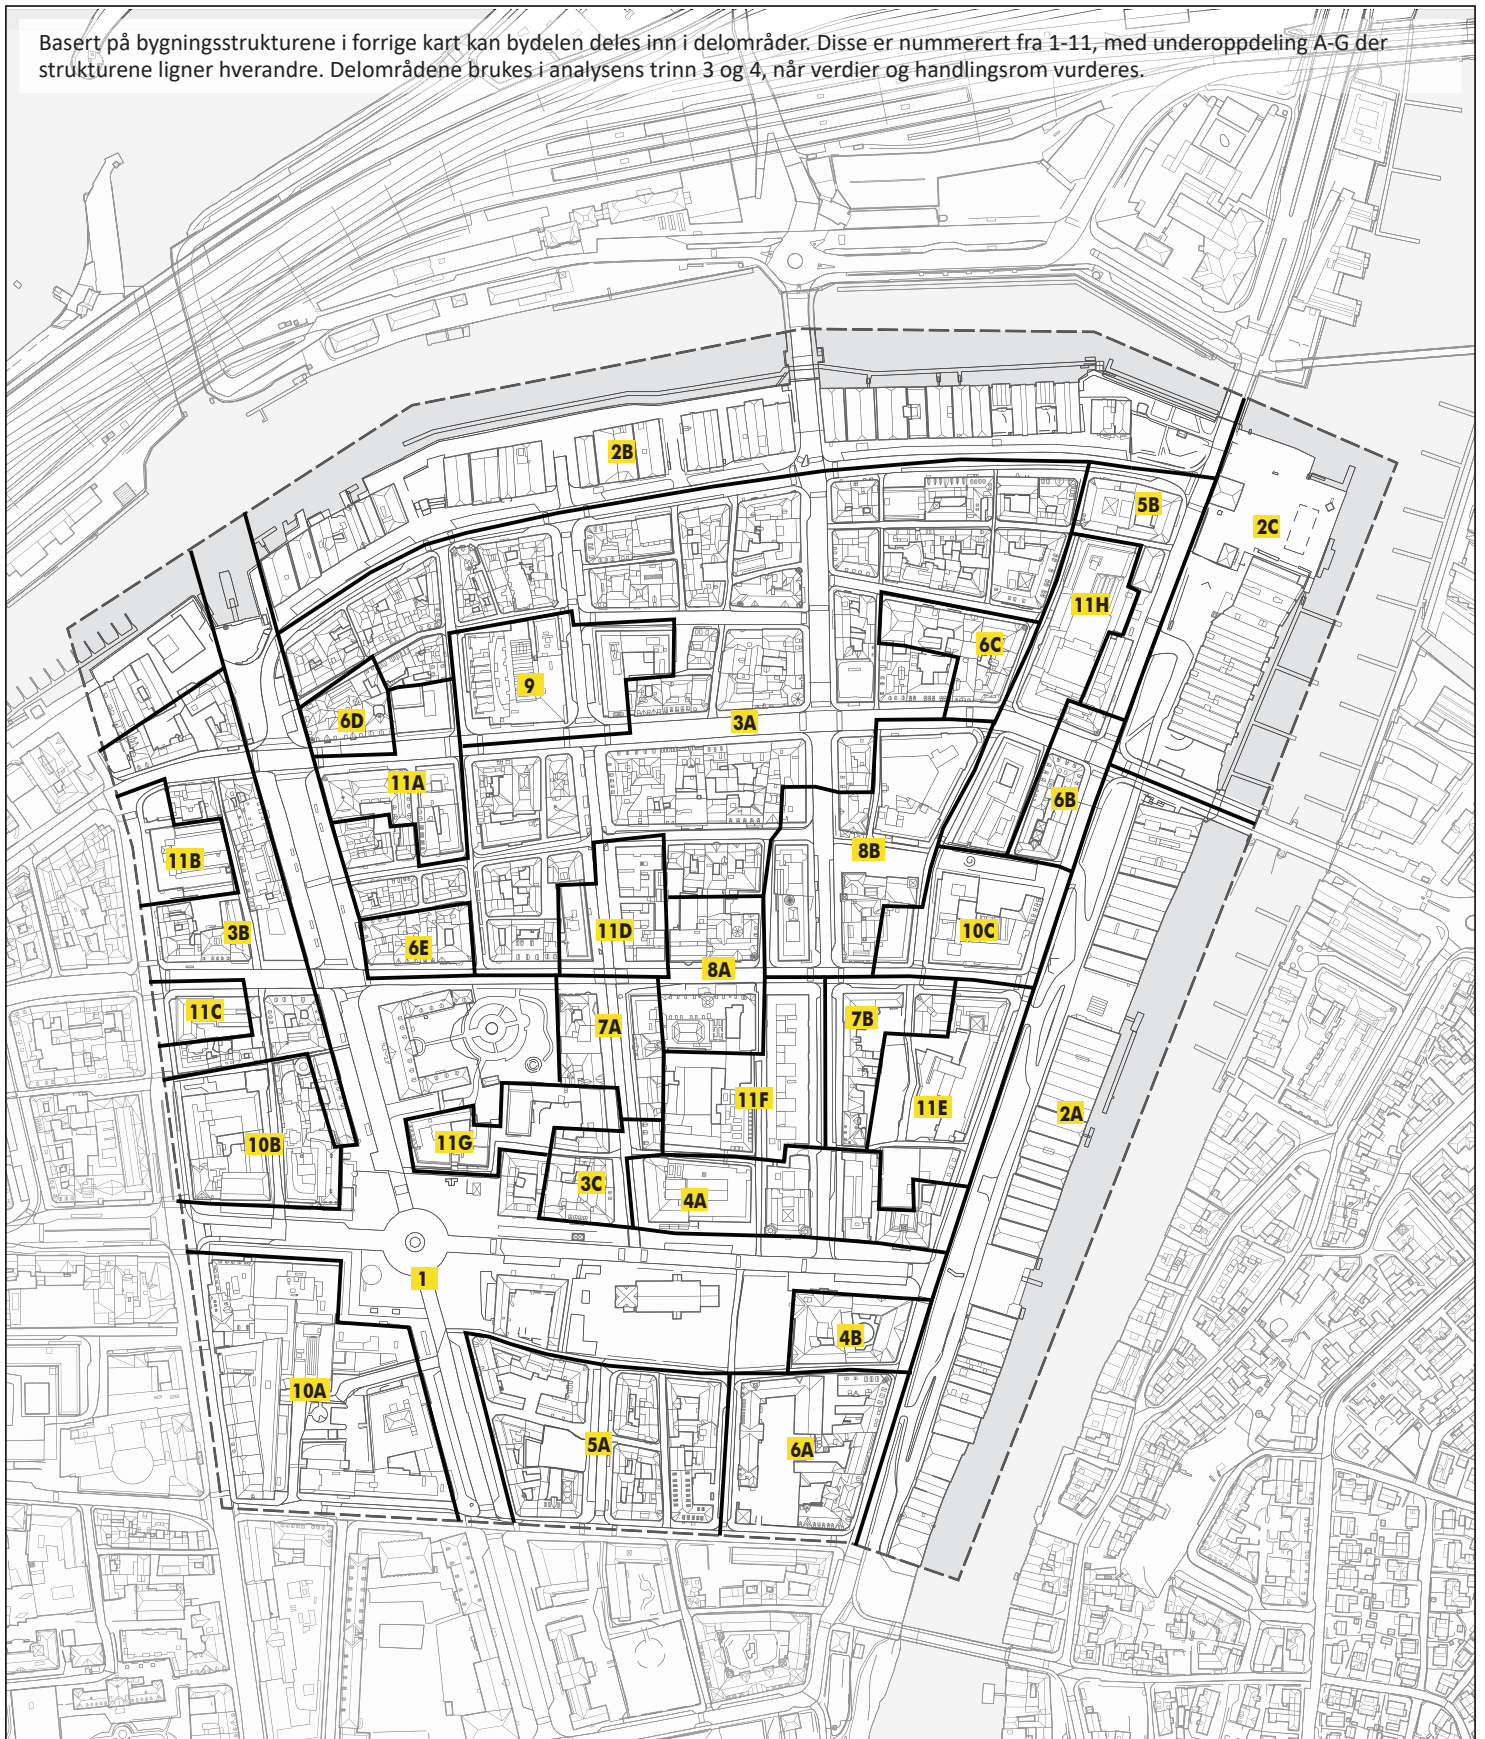 Basert på bygningsstrukturene i forrige kart kan bydelen deles inn i delområder. Disse er nummerert fra 1-11, med underoppdeling A-G der
strukturene ligner hverandre. Delområdene brukes i analysens trinn 3 og 4, når verdier og handlingsrom vurderes.
2B
5B
2C
11H
6C
9
6D
3A
11A
6B
11B
8B
3B
11D
10C
6E
8A
11C
7A
7B
11F
11E
2A
10B
11G
3C
4A
1
4B
10A
5A
6A